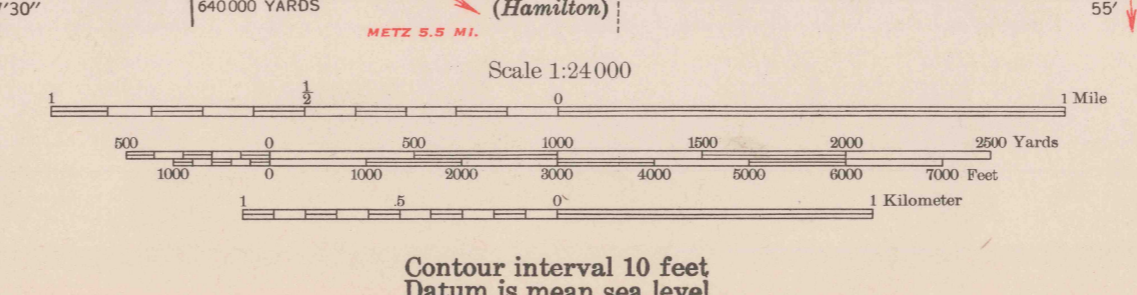 '30" 640000 YARDS (Hamilton) 55'
METZ 5.5 MI.
Scale 1:24000
1 1/2 0 1 Mile
500 0 500 1000 1500 2000 2500 Yards
1000 0 1000 2000 3000 4000 5000 6000 7000 Feet
1 .5 0 1 Kilometer
Contour interval 10 feet
Datum is mean sea level